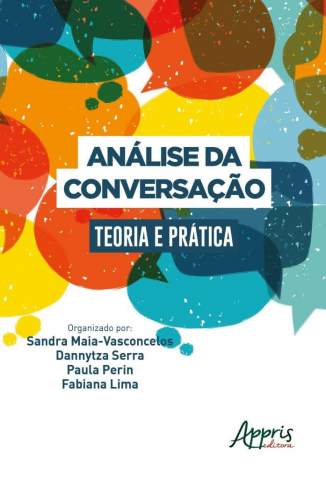 ANÁLISE DA
CONVERSAÇÃO
TEORIA E PRÁTICA
Organizado por:
Sandra Maia-Vasconcelos
Dannytza Serra
Paula Perin
Fabiana Lima
Appris
editora